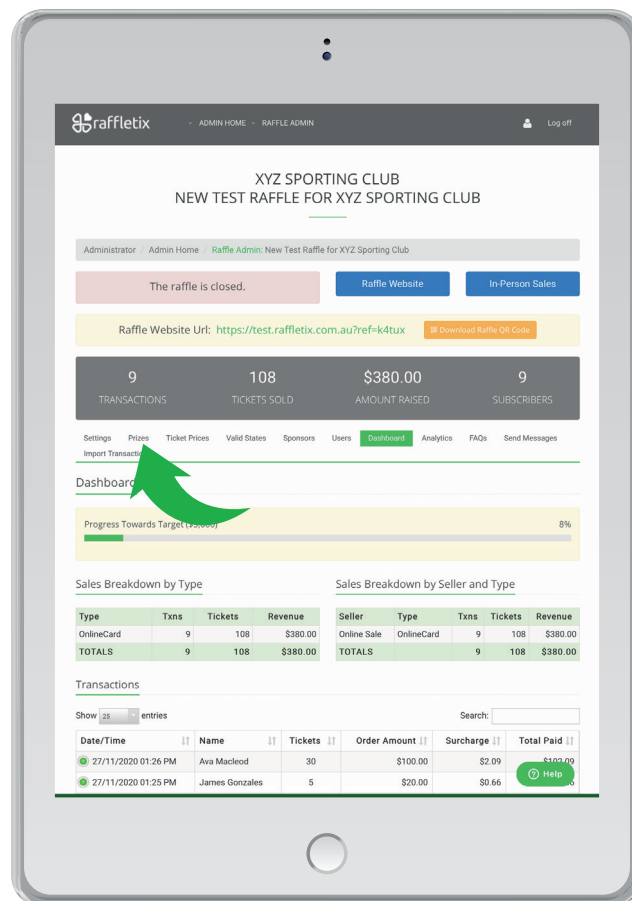 raffletix ADMIN HOME RAFFLE ADMIN Log off
XYZ SPORTING CLUB
NEW TEST RAFFLE FOR XYZ SPORTING CLUB
Administrator / Admin Home / Raffle Admin: New Test Raffle for XYZ Sporting Club
The raffle is closed. Raffle Website In-Person Sales
Raffle Website Url: https://test.raffletix.com.au?ref=k4tux Download Raffle QR Code
9 108 $380.00 9
TRANSACTIONS TICKETS SOLD AMOUNT RAISED SUBSCRIBERS
Settings Prizes Ticket Prices Valid States Sponsors Users Dashboard Analytics FAQs Send Messages
Import
Dashboard
Progress Towards Target 8%
Sales Breakdown by Type Sales Breakdown by Seller and Type
Type Txns Tickets Revenue Seller Type Txns Tickets Revenue
OnlineCard 9 108 $380.00 Online Sale OnlineCard 9 108 $380.00
TOTALS 9 108 $380.00 TOTALS 9 108 $380.00
Transactions
Show 25 entries Search:
Date/Time Name Tickets Order Amount Surcharge Total Paid
27/11/2020 01:26 PM Ava Macleod 30 $100.00 $2.09
27/11/2020 01:25 PM James Gonzales 5 $20.00 $0.66
Help